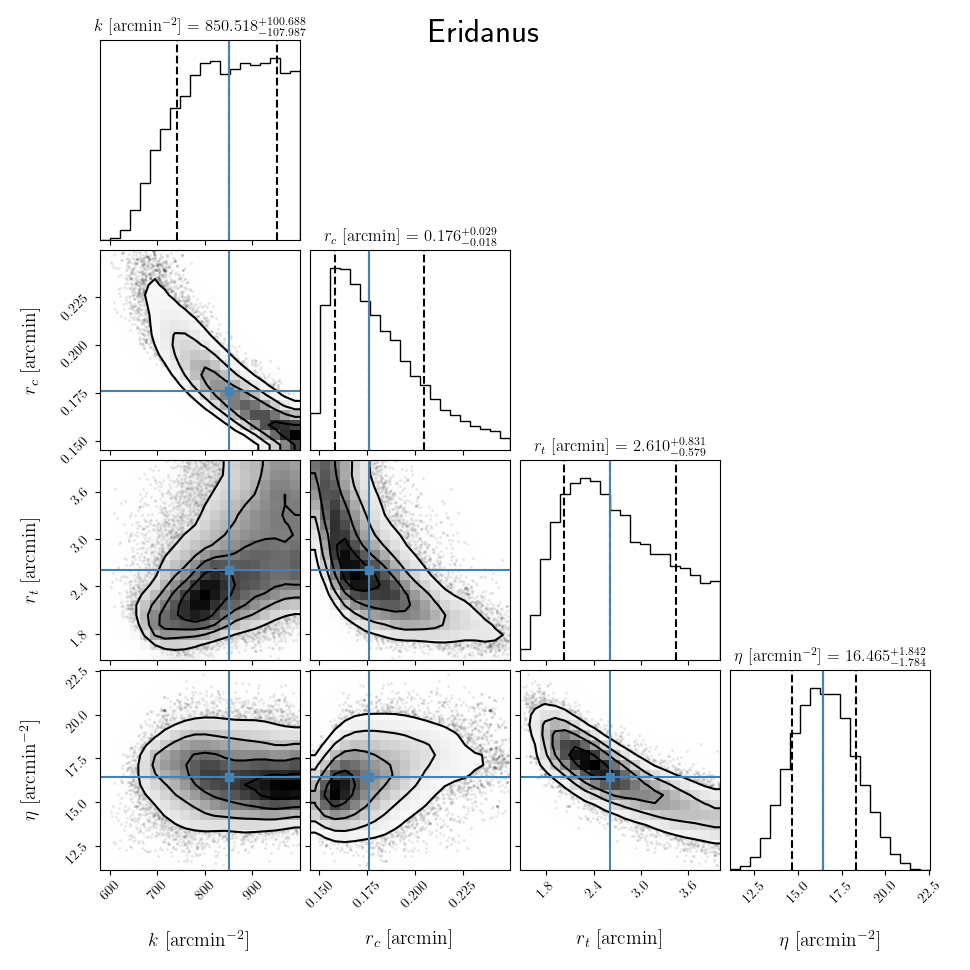 Eridanus
k [arcmin⁻²] = 850.518^{+100.688}_{-107.987}
r_c [arcmin] = 0.176^{+0.029}_{-0.018}
0.225
0.200
0.175
0.150
r_c [arcmin]
r_t [arcmin] = 2.610^{+0.831}_{-0.579}
3.6
3.0
2.4
1.8
r_t [arcmin]
η [arcmin⁻²] = 16.465^{+1.842}_{-1.784}
22.5
20.0
17.5
15.0
12.5
η [arcmin⁻²]
600 700 800 900
0.150 0.175 0.200 0.225
1.8 2.4 3.0 3.6
12.5 15.0 17.5 20.0 22.5
k [arcmin⁻²]
r_c [arcmin]
r_t [arcmin]
η [arcmin⁻²]